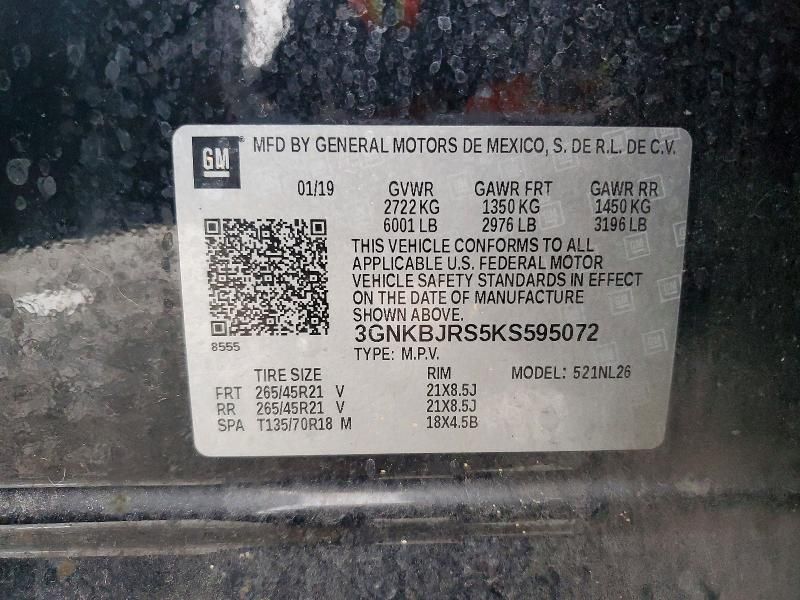 GM MFD BY GENERAL MOTORS DE MEXICO, S. DE R.L. DE C.V.
01/19 GVWR GAWR FRT GAWR RR
2722 KG 1350 KG 1450 KG
6001 LB 2976 LB 3196 LB
THIS VEHICLE CONFORMS TO ALL
APPLICABLE U.S. FEDERAL MOTOR
VEHICLE SAFETY STANDARDS IN EFFECT
ON THE DATE OF MANUFACTURE
SHOWN ABOVE.
3GNKBJRS5KS595072
8555
TYPE: M.P.V.
TIRE SIZE RIM MODEL: 521NL26
FRT 265/45R21 V 21X8.5J
RR 265/45R21 V 21X8.5J
SPA T135/70R18 M 18X4.5B